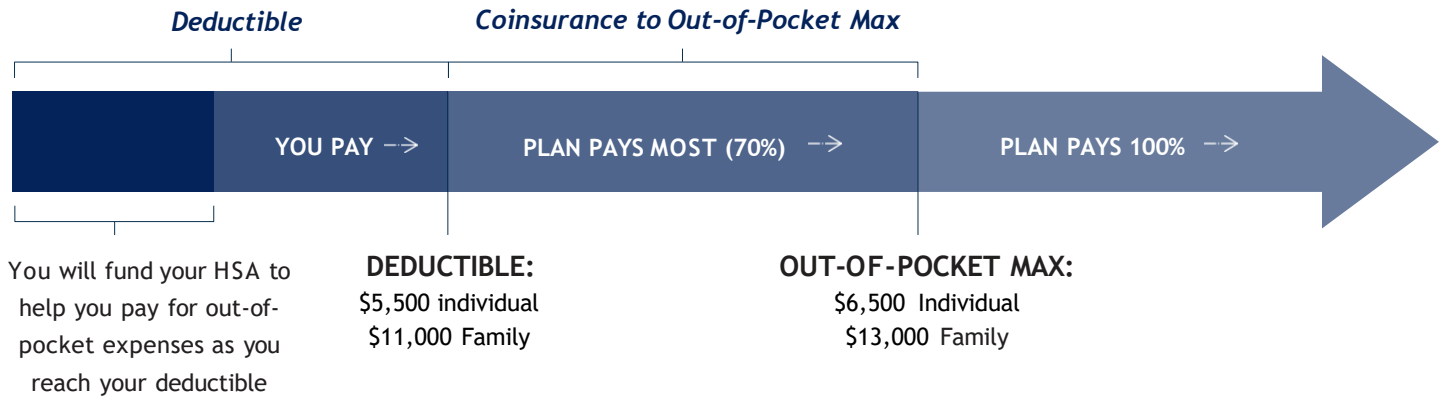 Deductible
Coinsurance to Out-of-Pocket Max
YOU PAY
PLAN PAYS MOST (70%)
PLAN PAYS 100%
You will fund your HSA to
help you pay for out-of-
pocket expenses as you
reach your deductible
DEDUCTIBLE:
$5,500 individual
$11,000 Family
OUT-OF-POCKET MAX:
$6,500 Individual
$13,000 Family